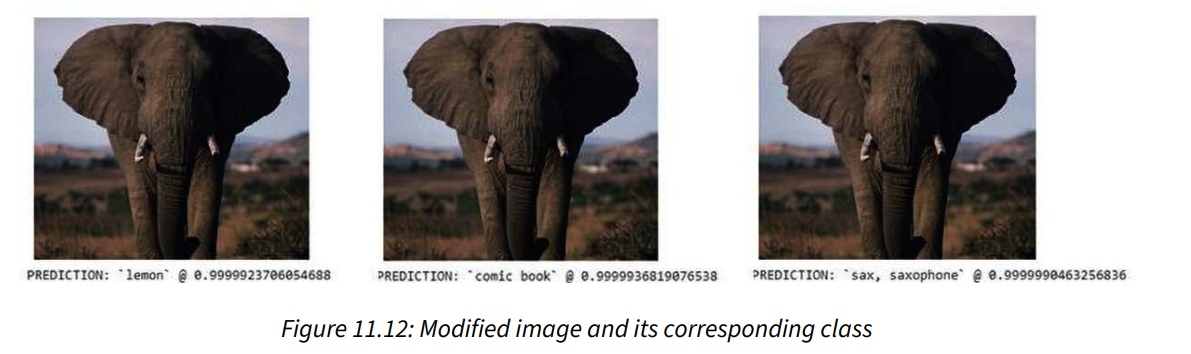 PREDICTION: `lemon` @ 0.9999923706054688
PREDICTION: `comic book` @ 0.9999936819076538
PREDICTION: `sax, saxophone` @ 0.9999990463256836
Figure 11.12: Modified image and its corresponding class